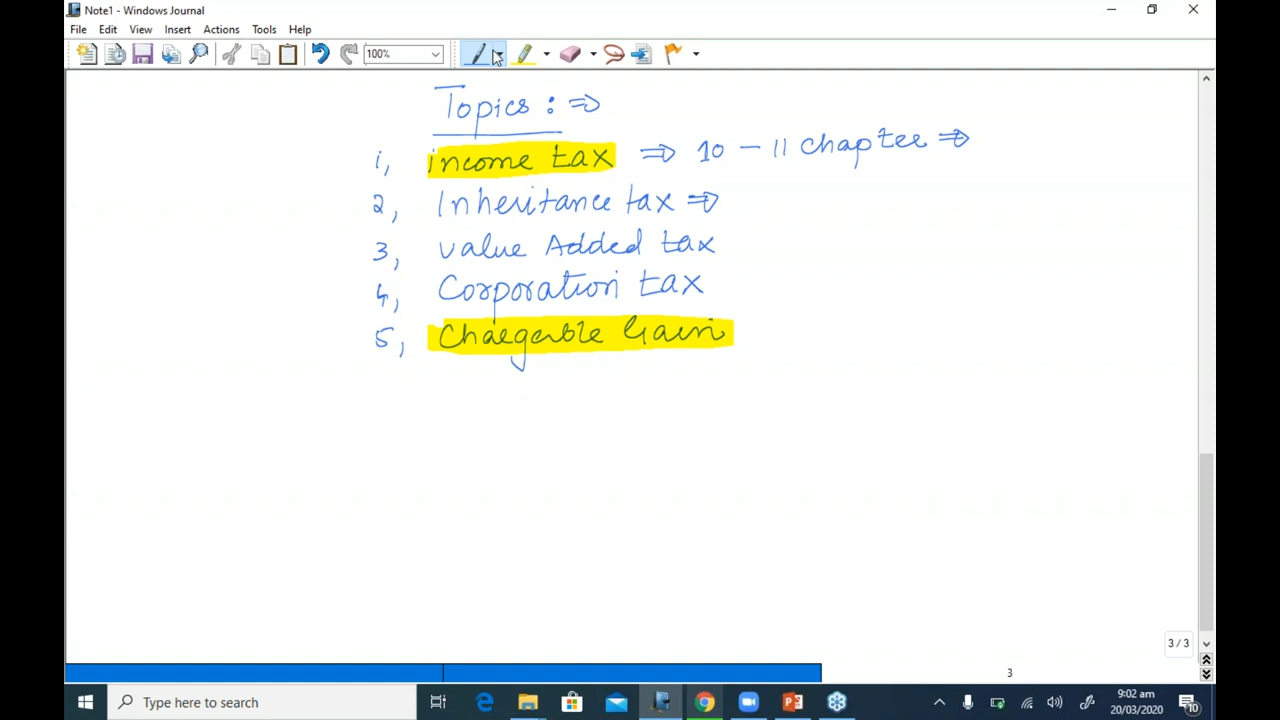 Note1 - Windows Journal
File Edit View Insert Actions Tools Help
100%
Topics : ⇒
1, income tax ⇒ 10 - 11 chapter ⇒
2, Inheritance tax ⇒
3, value Added tax
4, Corporation tax
5, Chargerble Gain
3 / 3
3
Type here to search
9:02 am
20/03/2020
10